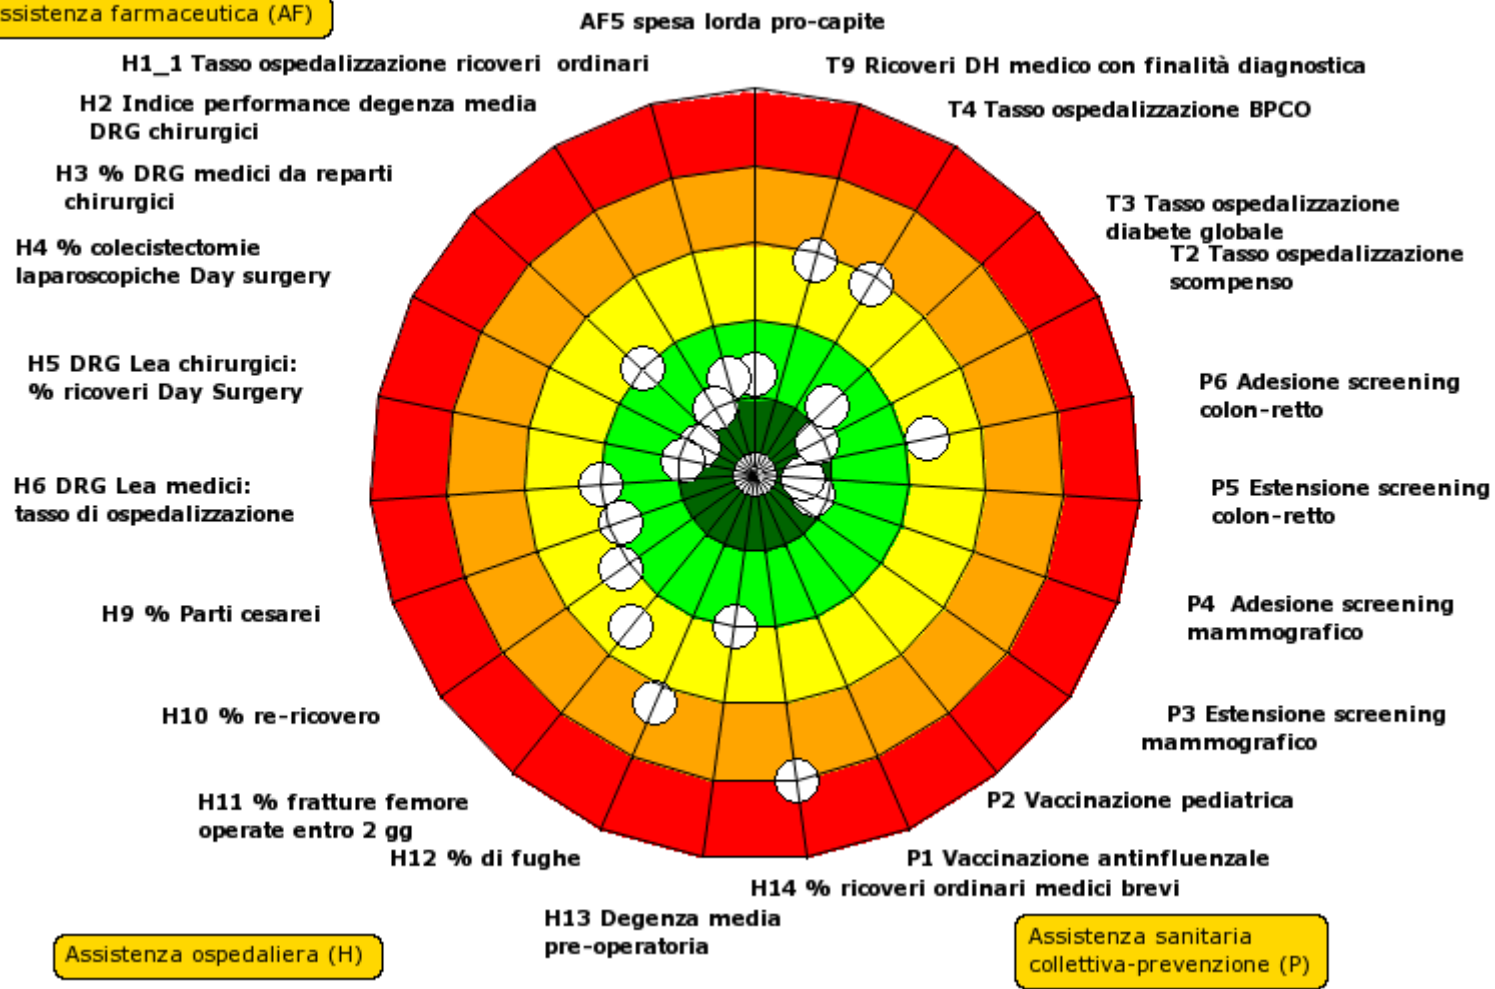 ssistenza farmaceutica (AF)
AF5 spesa lorda pro-capite
H1_1 Tasso ospedalizzazione ricoveri ordinari
T9 Ricoveri DH medico con finalità diagnostica
H2 Indice performance degenza media
DRG chirurgici
T4 Tasso ospedalizzazione BPCO
H3 % DRG medici da reparti
chirurgici
T3 Tasso ospedalizzazione
diabete globale
H4 % colecistectomie
laparoscopiche Day surgery
T2 Tasso ospedalizzazione
scompenso
H5 DRG Lea chirurgici:
% ricoveri Day Surgery
P6 Adesione screening
colon-retto
H6 DRG Lea medici:
tasso di ospedalizzazione
P5 Estensione screening
colon-retto
H9 % Parti cesarei
P4 Adesione screening
mammografico
H10 % re-ricovero
P3 Estensione screening
mammografico
H11 % fratture femore
operate entro 2 gg
P2 Vaccinazione pediatrica
H12 % di fughe
P1 Vaccinazione antinfluenzale
H14 % ricoveri ordinari medici brevi
H13 Degenza media
pre-operatoria
Assistenza ospedaliera (H)
Assistenza sanitaria
collettiva-prevenzione (P)